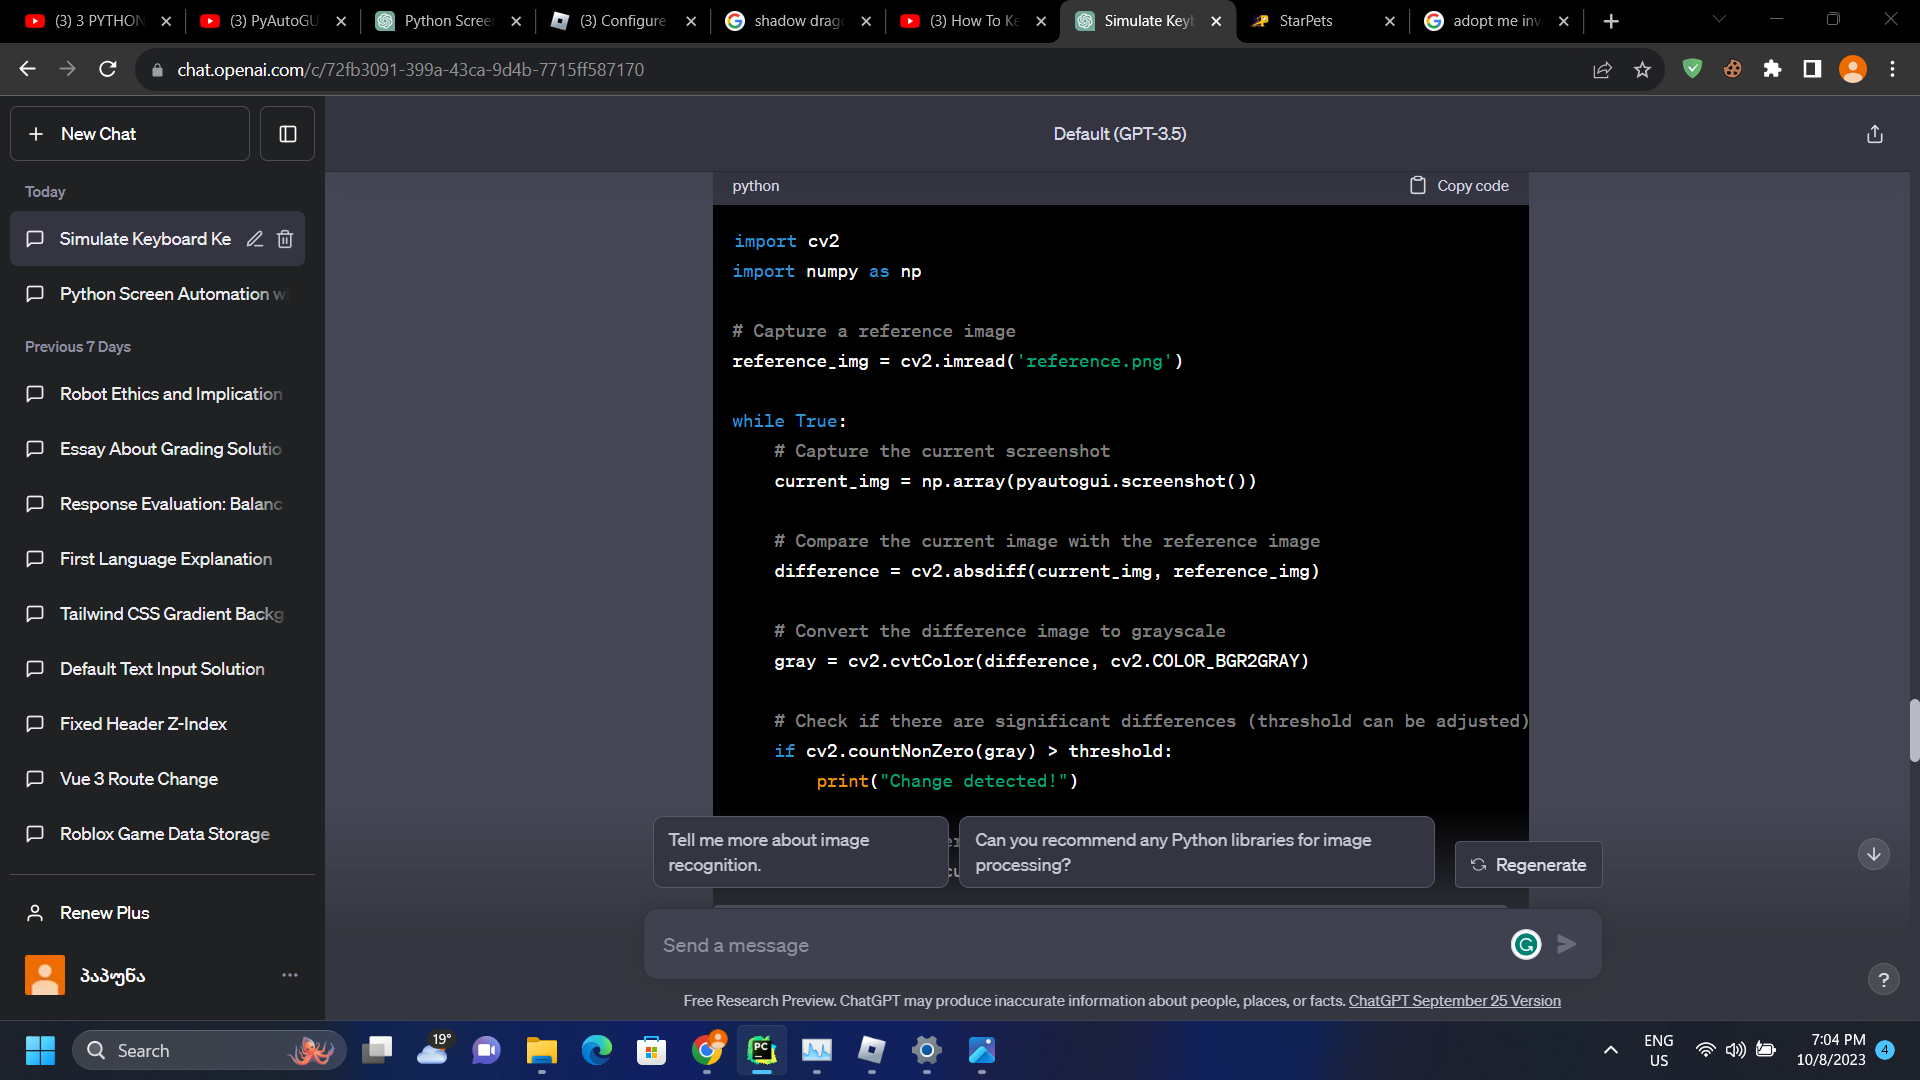 (3) 3 PYTHON
(3) PyAutoGU
Python Scree
(3) Configure
shadow drag
(3) How To Ke
Simulate Key
StarPets
adopt me inv
chat.openai.com/c/72fb3091-399a-43ca-9d4b-7715ff587170
New Chat
Default (GPT-3.5)
Today
Simulate Keyboard Ke
Python Screen Automation w
Previous 7 Days
Robot Ethics and Implication
Essay About Grading Solutio
Response Evaluation: Balanc
First Language Explanation
Tailwind CSS Gradient Backg
Default Text Input Solution
Fixed Header Z-Index
Vue 3 Route Change
Roblox Game Data Storage
Renew Plus
პაპუნა
python
Copy code
import cv2
import numpy as np
# Capture a reference image
reference_img = cv2.imread('reference.png')
while True:
# Capture the current screenshot
current_img = np.array(pyautogui.screenshot())
# Compare the current image with the reference image
difference = cv2.absdiff(current_img, reference_img)
# Convert the difference image to grayscale
gray = cv2.cvtColor(difference, cv2.COLOR_BGR2GRAY)
# Check if there are significant differences (threshold can be adjusted)
if cv2.countNonZero(gray) > threshold:
print("Change detected!")
Tell me more about image
recognition.
Can you recommend any Python libraries for image
processing?
Regenerate
Send a message
Free Research Preview. ChatGPT may produce inaccurate information about people, places, or facts. ChatGPT September 25 Version
?
Search
19°
PC
ENG
US
7:04 PM
10/8/2023
4